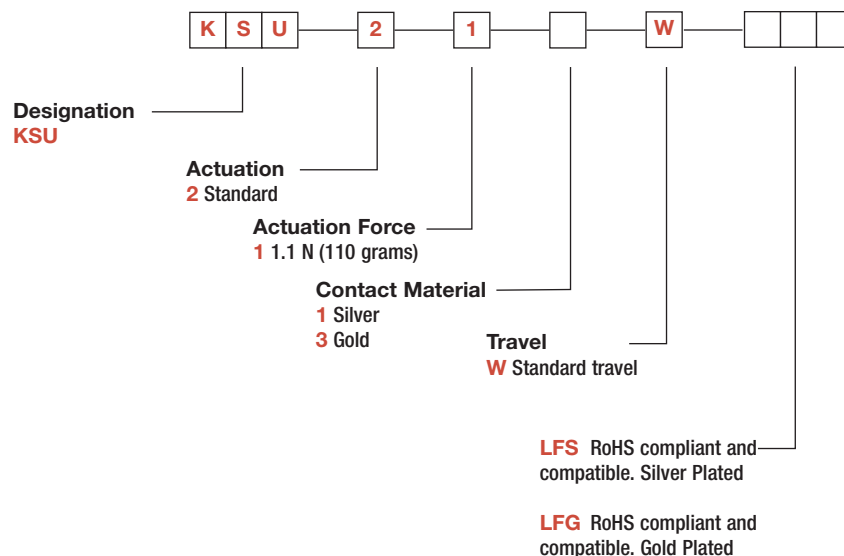 K S U 2 1 W
Designation
KSU
Actuation
2 Standard
Actuation Force
1 1.1 N (110 grams)
Contact Material
1 Silver
3 Gold
Travel
W Standard travel
LFS RoHS compliant and
compatible. Silver Plated
LFG RoHS compliant and
compatible. Gold Plated